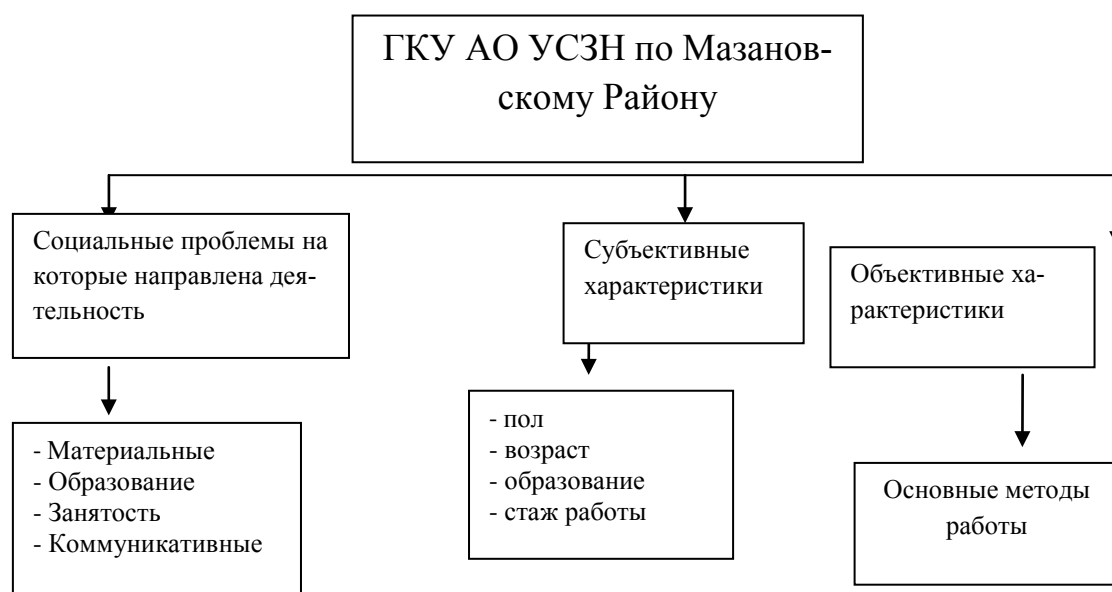 ГКУ АО УСЗН по Мазанов-
скому Району
Социальные проблемы на
которые направлена дея-
тельность
Субъективные
характеристики
Объективные ха-
рактеристики
- Материальные
- Образование
- Занятость
- Коммуникативные
- пол
- возраст
- образование
- стаж работы
Основные методы
работы